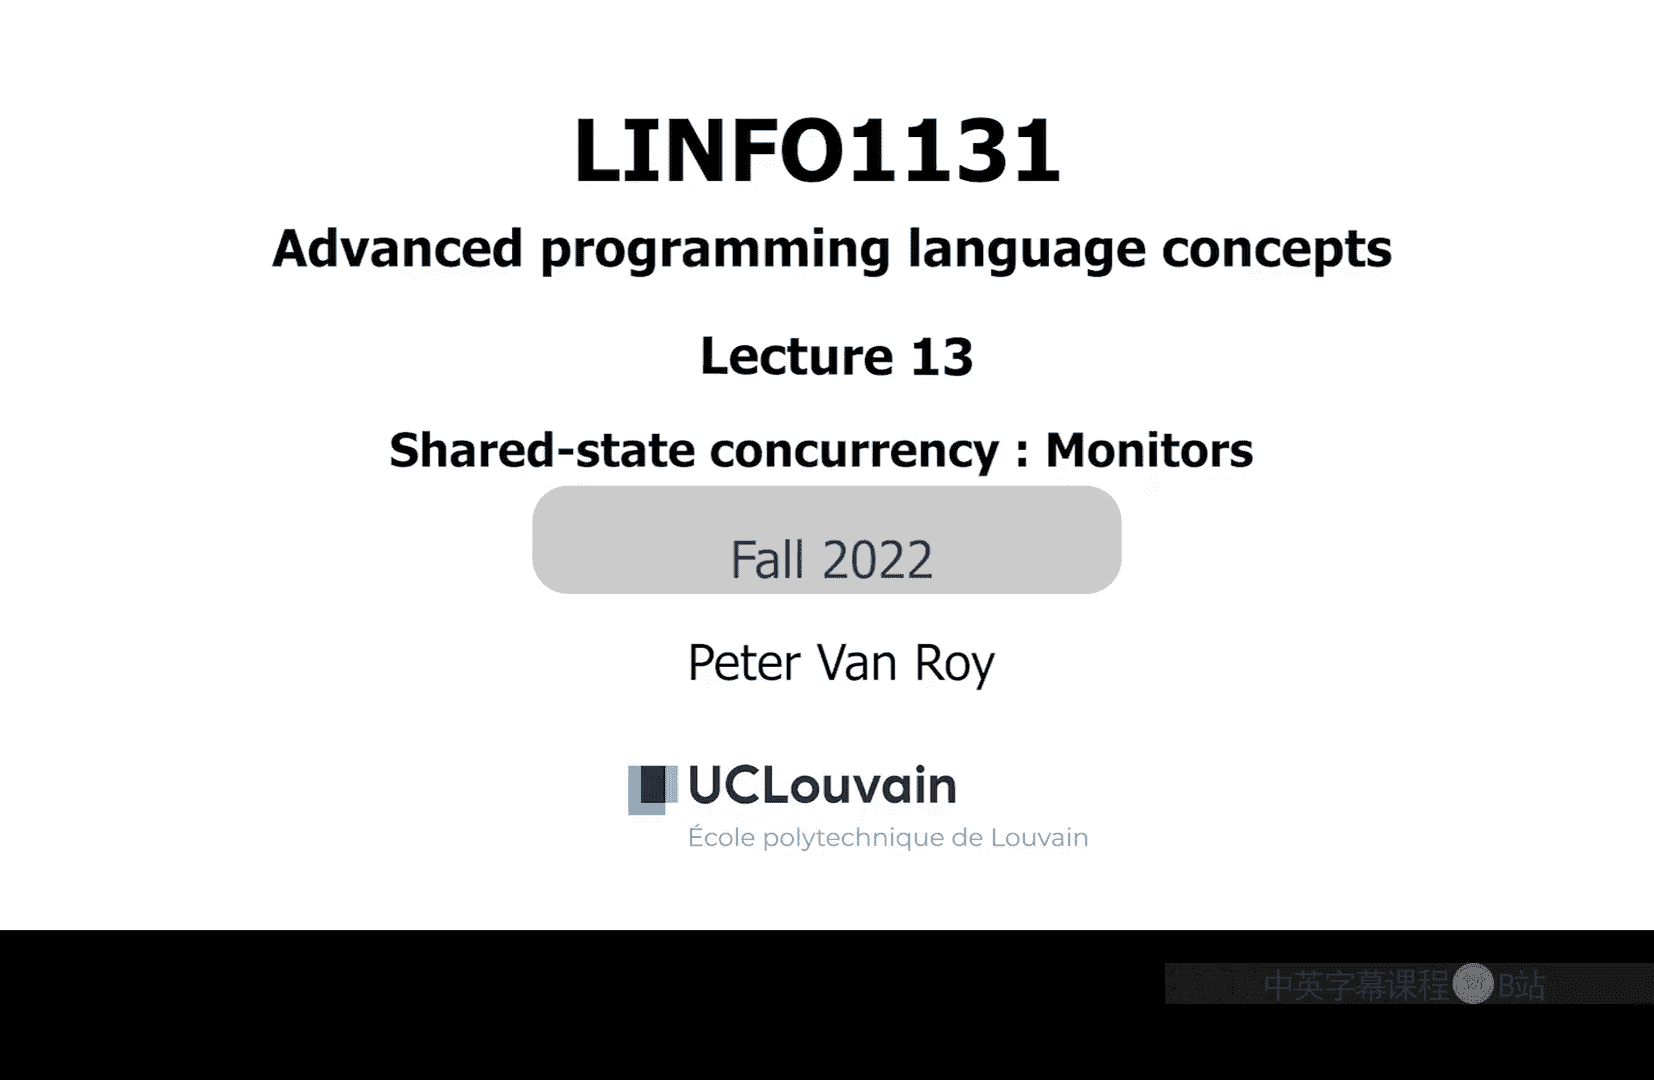 LINFO1131
Advanced programming language concepts
Lecture 13
Shared-state concurrency : Monitors
Fall 2022
Peter Van Roy
UCLouvain
École polytechnique de Louvain
中英字幕课程 B站